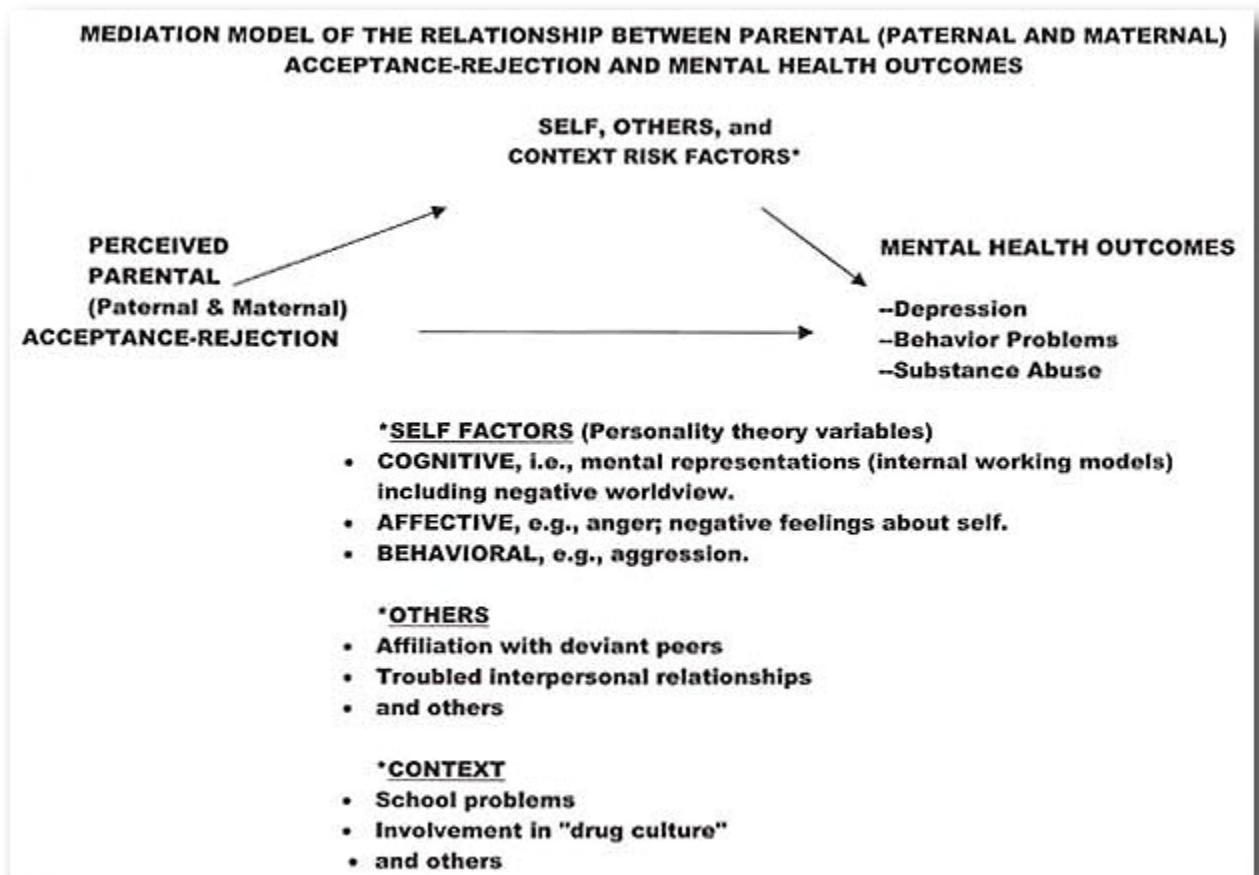 MEDIATION MODEL OF THE RELATIONSHIP BETWEEN PARENTAL (PATERNAL AND MATERNAL)
ACCEPTANCE-REJECTION AND MENTAL HEALTH OUTCOMES
SELF, OTHERS, and
CONTEXT RISK FACTORS*
PERCEIVED
PARENTAL
(Paternal & Maternal)
ACCEPTANCE-REJECTION
MENTAL HEALTH OUTCOMES
--Depression
--Behavior Problems
--Substance Abuse
*SELF FACTORS (Personality theory variables)
• COGNITIVE, i.e., mental representations (internal working models)
including negative worldview.
• AFFECTIVE, e.g., anger; negative feelings about self.
• BEHAVIORAL, e.g., aggression.
*OTHERS
• Affiliation with deviant peers
• Troubled interpersonal relationships
• and others
*CONTEXT
• School problems
• Involvement in "drug culture"
• and others